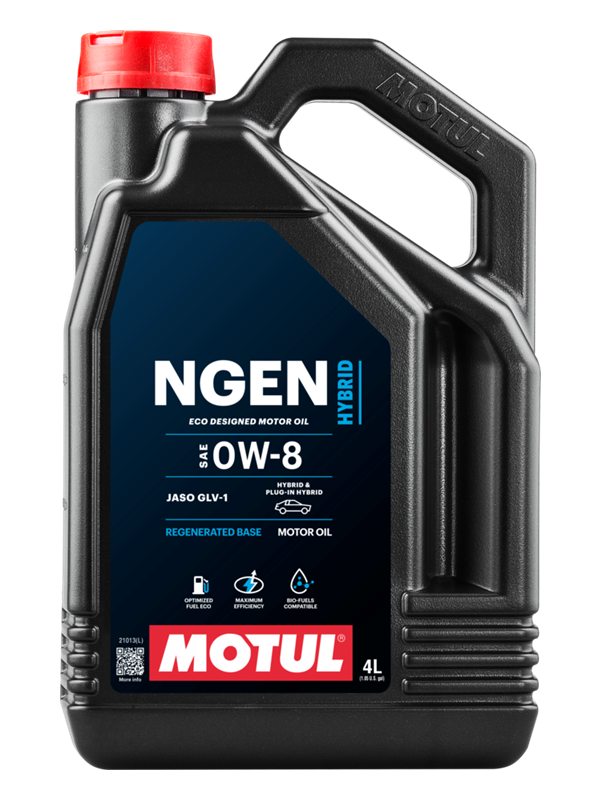 MOTUL
NGEN
HYBRID
ECO DESIGNED MOTOR OIL
SAE 0W-8
JASO GLV-1
HYBRID &
PLUG-IN HYBRID
REGENERATED BASE MOTOR OIL
OPTIMIZED
FUEL ECO
MAXIMUM
EFFICIENCY
BIO-FUELS
COMPATIBLE
21013(L)
More info
MOTUL®
4L
(1.05 U.S. gal)